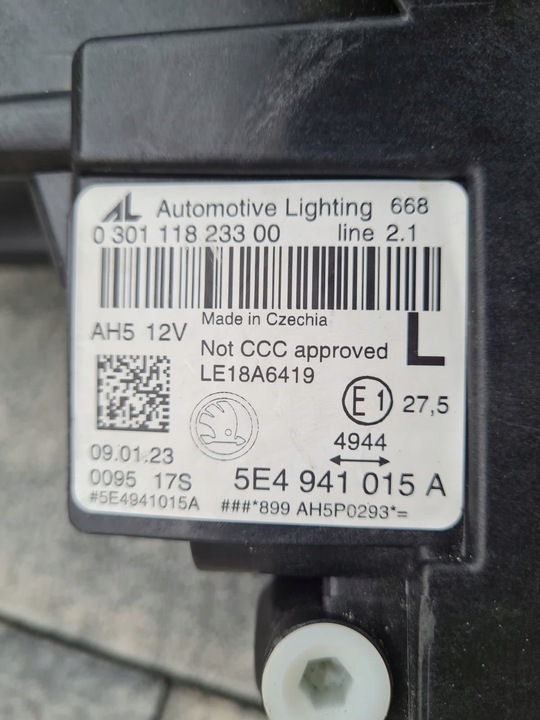 AL Automotive Lighting 668
0 301 118 233 00 line 2.1
AH5 12V
Made in Czechia
Not CCC approved
L
LE18A6419
E1 27,5
4944
09.01.23
0095 17S
5E4 941 015 A
#5E4941015A
###*899 AH5P0293*=